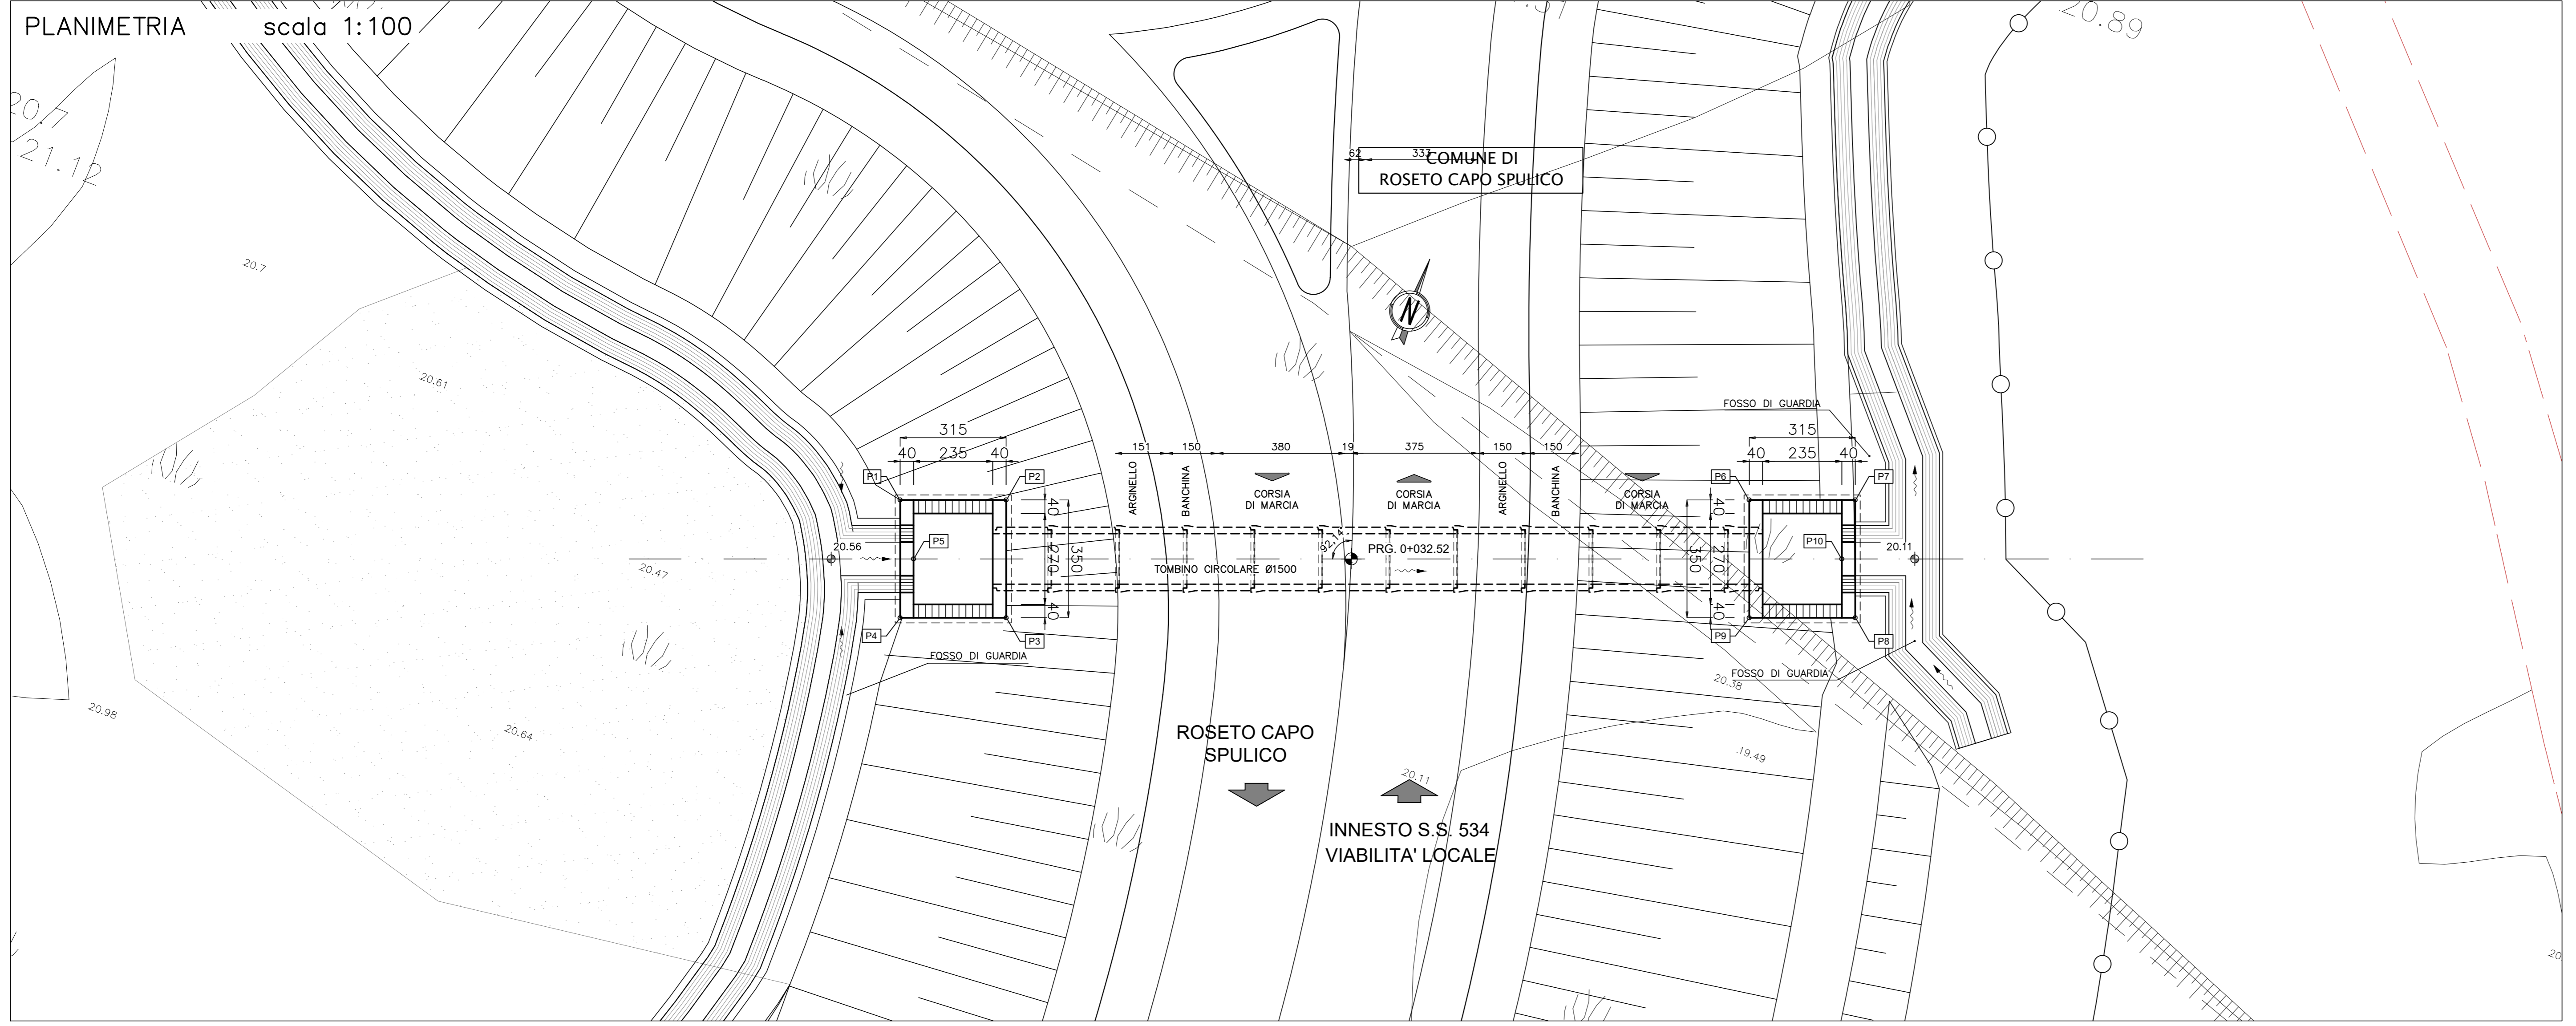 PLANIMETRIA scala 1:100
20.89
20.7
21.12
62 333
COMUNE DI
ROSETO CAPO SPULICO
20.7
N
20.61
FOSSO DI GUARDIA
315
40 235 40
151 150 380 19 375 150 150
315
40 235 40
P1
P2
P6
P7
ARGINELLO
BANCHINA
CORSIA
DI MARCIA
CORSIA
DI MARCIA
ARGINELLO
BANCHINA
CORSIA
DI MARCIA
40
270
350
40
40
270
350
40
20.56
P5
92.14
PRG. 0+032.52
P10
20.11
TOMBINO CIRCOLARE Ø1500
20.47
P4
P3
P9
P8
FOSSO DI GUARDIA
FOSSO DI GUARDIA
20.38
20.98
20.64
ROSETO CAPO
SPULICO
19.49
20.11
INNESTO S.S. 534
VIABILITA' LOCALE
20